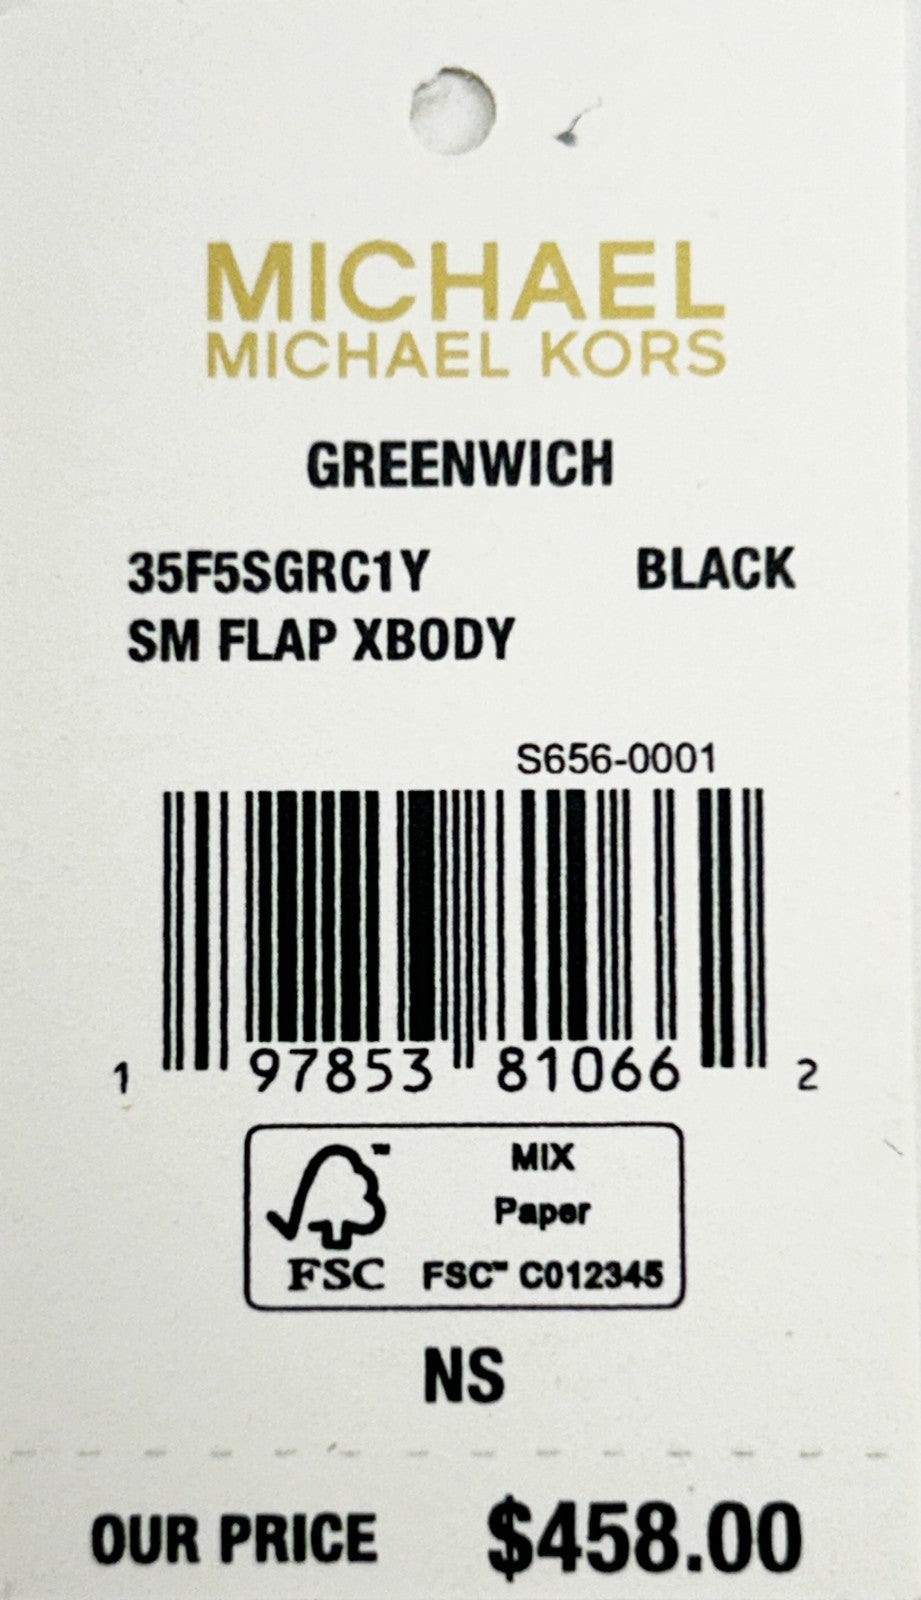 MICHAEL
MICHAEL KORS
GREENWICH
35F5SGRC1Y BLACK
SM FLAP XBODY
S656-0001
1 97853 81066 2
MIX
Paper
FSC™ FSC™ C012345
NS
OUR PRICE $458.00